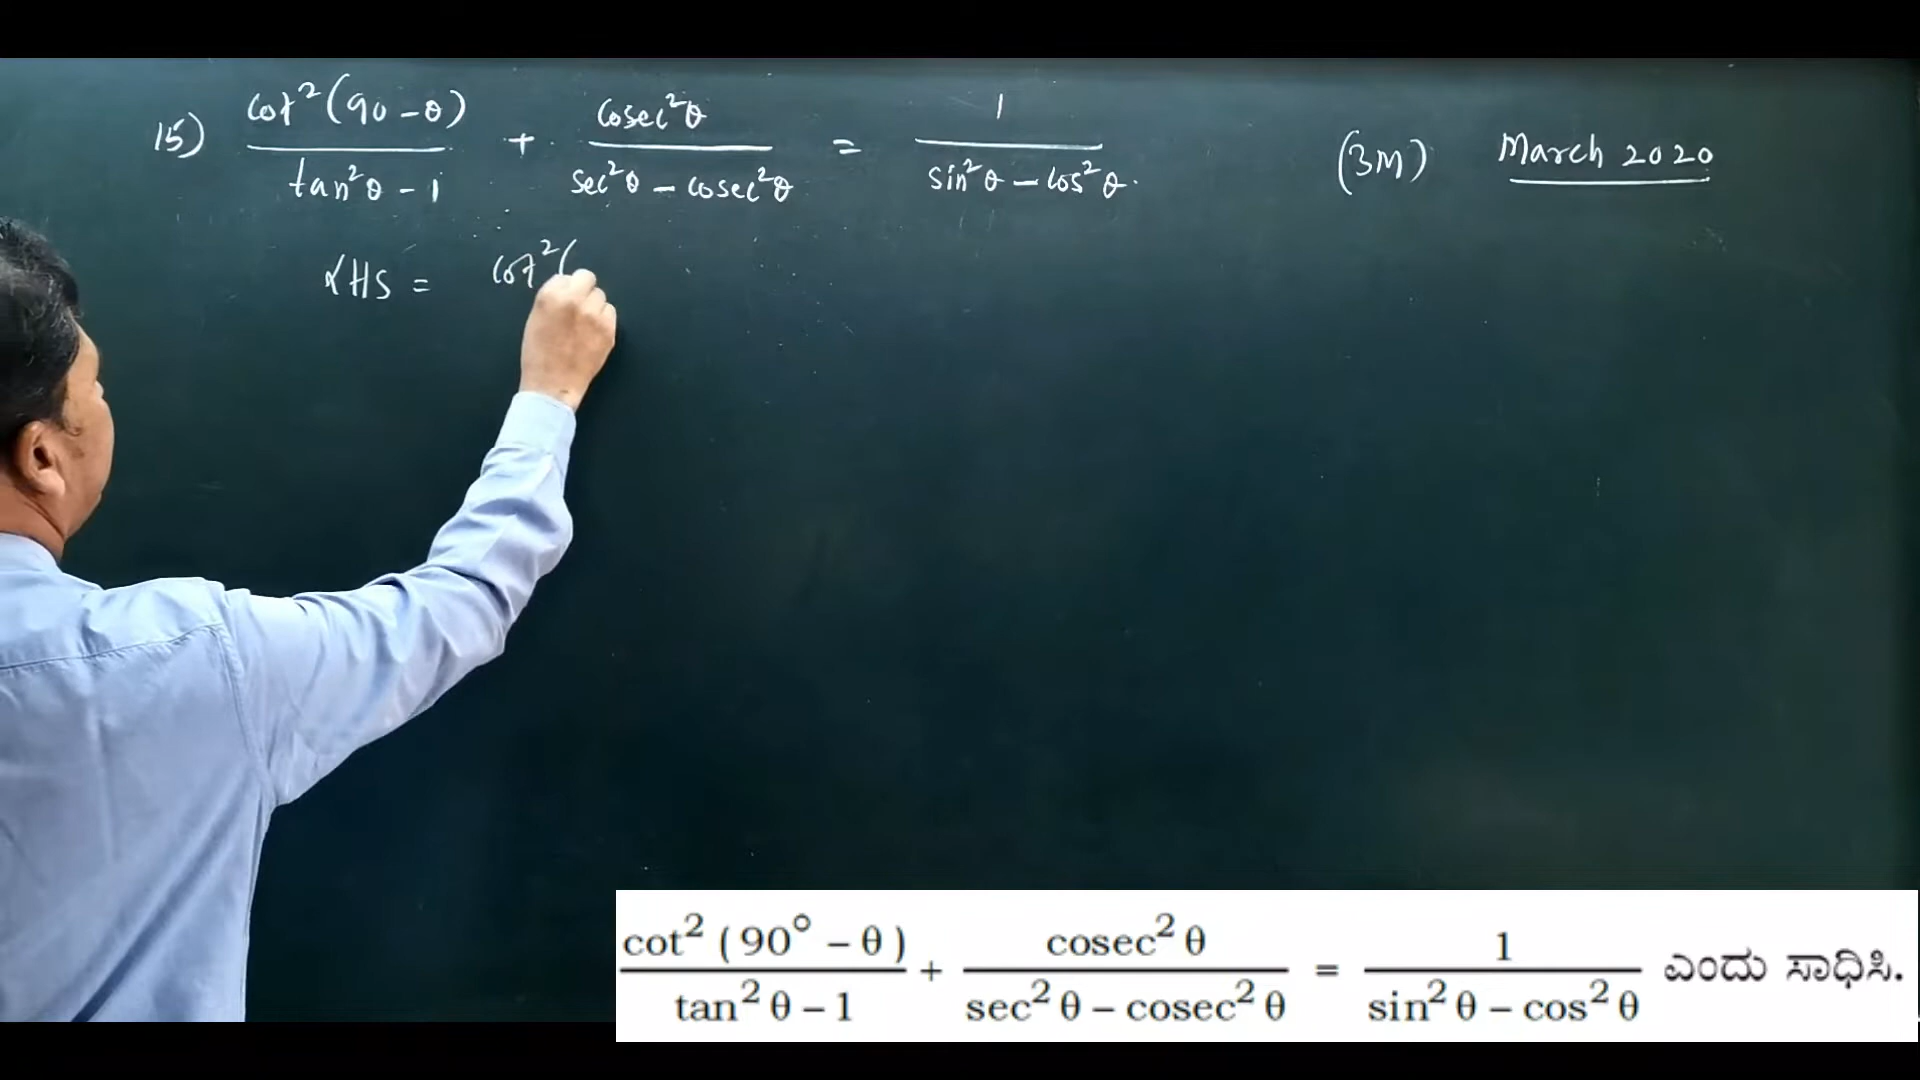 15) cot²(90 – θ) / tan²θ – 1 + cosec²θ / sec²θ – cosec²θ = 1 / sin²θ – cos²θ. (3M) March 2020
LHS = cot²(
cot² ( 90° – θ ) / tan² θ – 1 + cosec² θ / sec² θ – cosec² θ = 1 / sin² θ – cos² θ ಎಂದು ಸಾಧಿಸಿ.